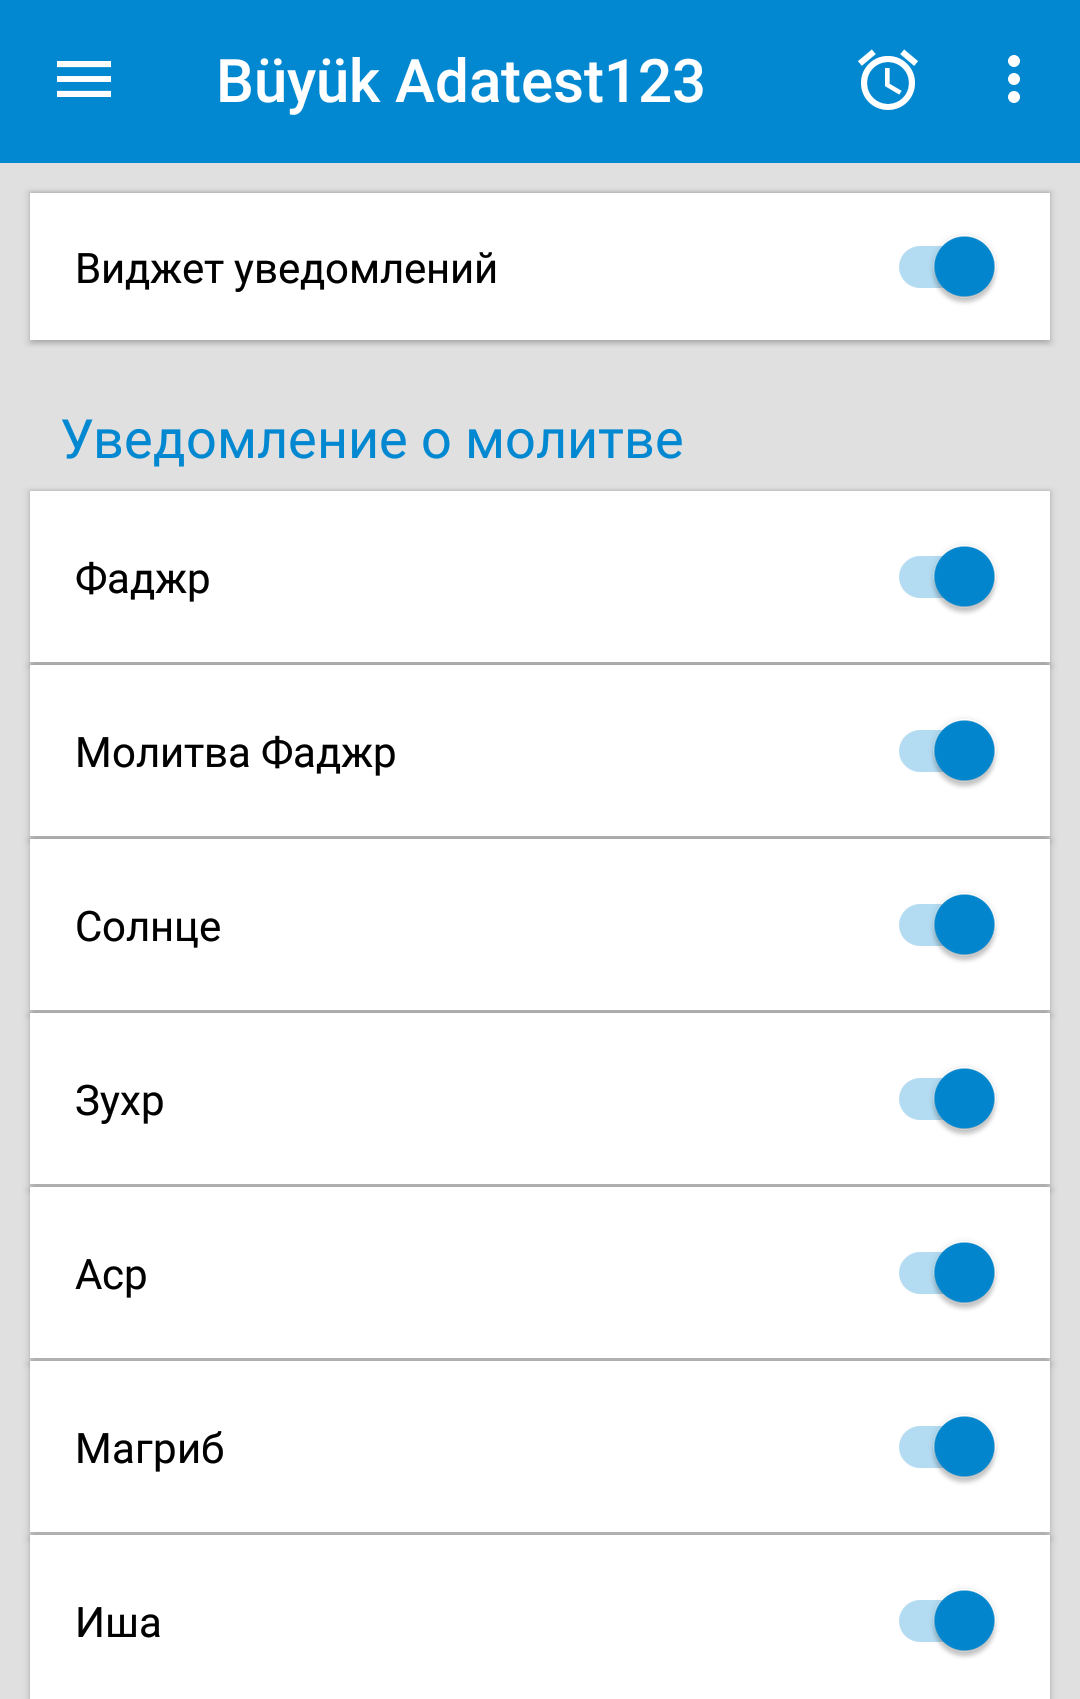 Büyük Adatest123
Виджет уведомлений
Уведомление о молитве
Фаджр
Молитва Фаджр
Солнце
Зухр
Аср
Магриб
Иша